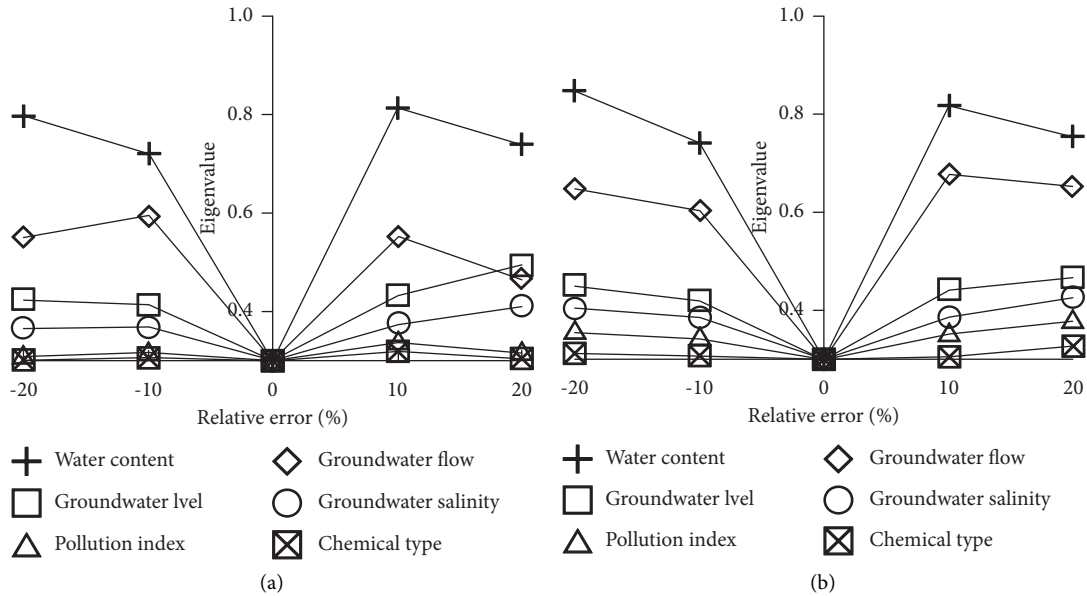 1.0
0.8
0.6
0.4
Eigenvalue
-20 -10 0 10 20
Relative error (%)
Water content Groundwater flow
Groundwater lvel Groundwater salinity
Pollution index Chemical type
(a)
1.0
0.8
0.6
0.4
Eigenvalue
-20 -10 0 10 20
Relative error (%)
Water content Groundwater flow
Groundwater lvel Groundwater salinity
Pollution index Chemical type
(b)